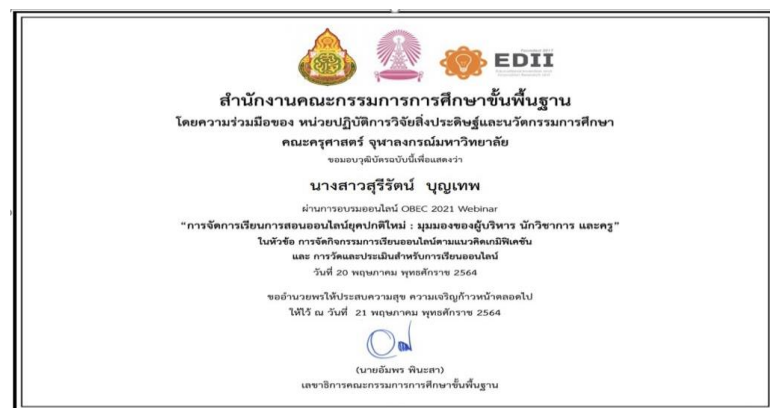 EDII
สำนักงานคณะกรรมการการศึกษาขั้นพื้นฐาน
โดยความร่วมมือของ หน่วยปฏิบัติการวิจัยสิ่งประดิษฐ์และนวัตกรรมการศึกษา
คณะครุศาสตร์ จุฬาลงกรณ์มหาวิทยาลัย
ขอมอบวุฒิบัตรฉบับนี้เพื่อแสดงว่า
นางสาวสุรีรัตน์ บุญเทพ
ผ่านการอบรมออนไลน์ OBEC 2021 Webinar
"การจัดการเรียนการสอนออนไลน์ยุคปกติใหม่ : มุมมองของผู้บริหาร นักวิชาการ และครู"
ในหัวข้อ การจัดกิจกรรมการเรียนออนไลน์ตามแนวคิดเกมิฟิเคชัน
และ การวัดและประเมินสำหรับการเรียนออนไลน์
วันที่ 20 พฤษภาคม พุทธศักราช 2564
ขออำนวยพรให้ประสบความสุข ความเจริญก้าวหน้าตลอดไป
ให้ไว้ ณ วันที่ 21 พฤษภาคม พุทธศักราช 2564
(นายอัมพร พินะสา)
เลขาธิการคณะกรรมการการศึกษาขั้นพื้นฐาน